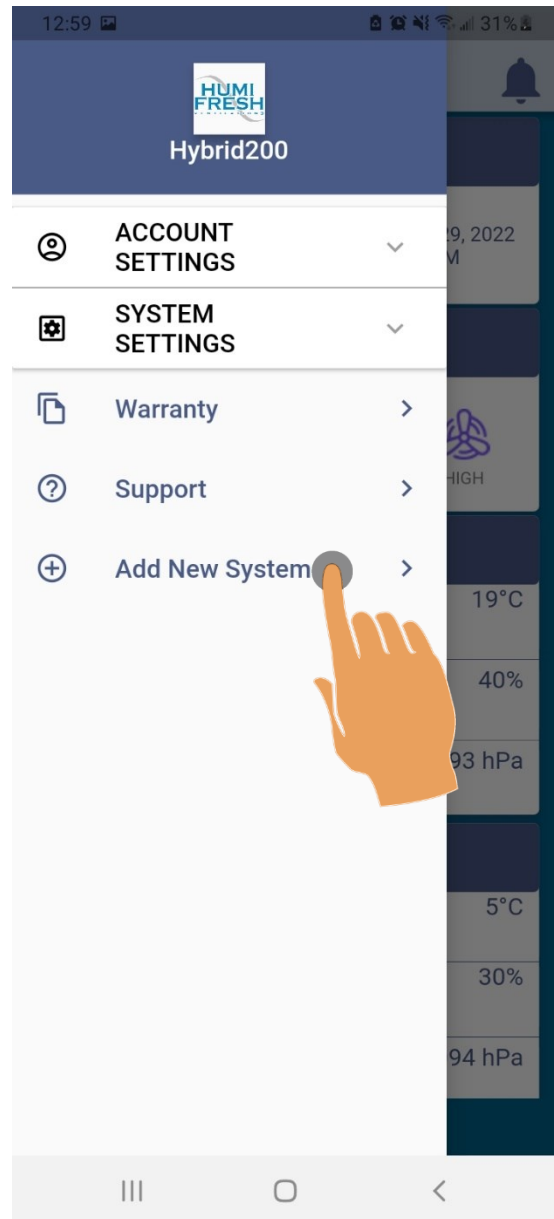 12:59
31%
HUMI
FRESH
Hybrid200
ACCOUNT
SETTINGS
SYSTEM
SETTINGS
Warranty
Support
Add New System
9, 2022
M
HIGH
19°C
40%
93 hPa
5°C
30%
94 hPa